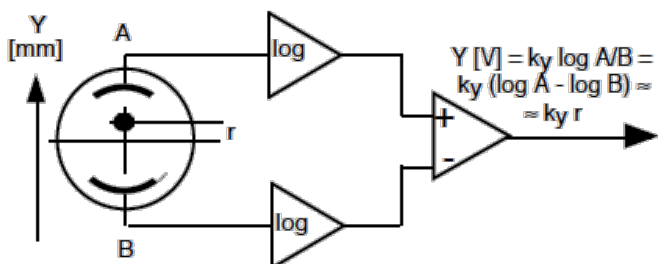 Y
[mm]
A
log
Y [V] = ky log A/B =
ky (log A - log B) ≈
≈ ky r
+
-
r
log
B